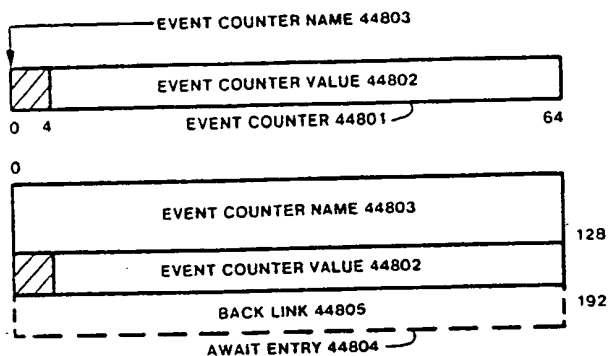 EVENT COUNTER NAME 44803
EVENT COUNTER VALUE 44802
0 4 EVENT COUNTER 44801 64
0
EVENT COUNTER NAME 44803
128
EVENT COUNTER VALUE 44802
192
BACK LINK 44805
AWAIT ENTRY 44804